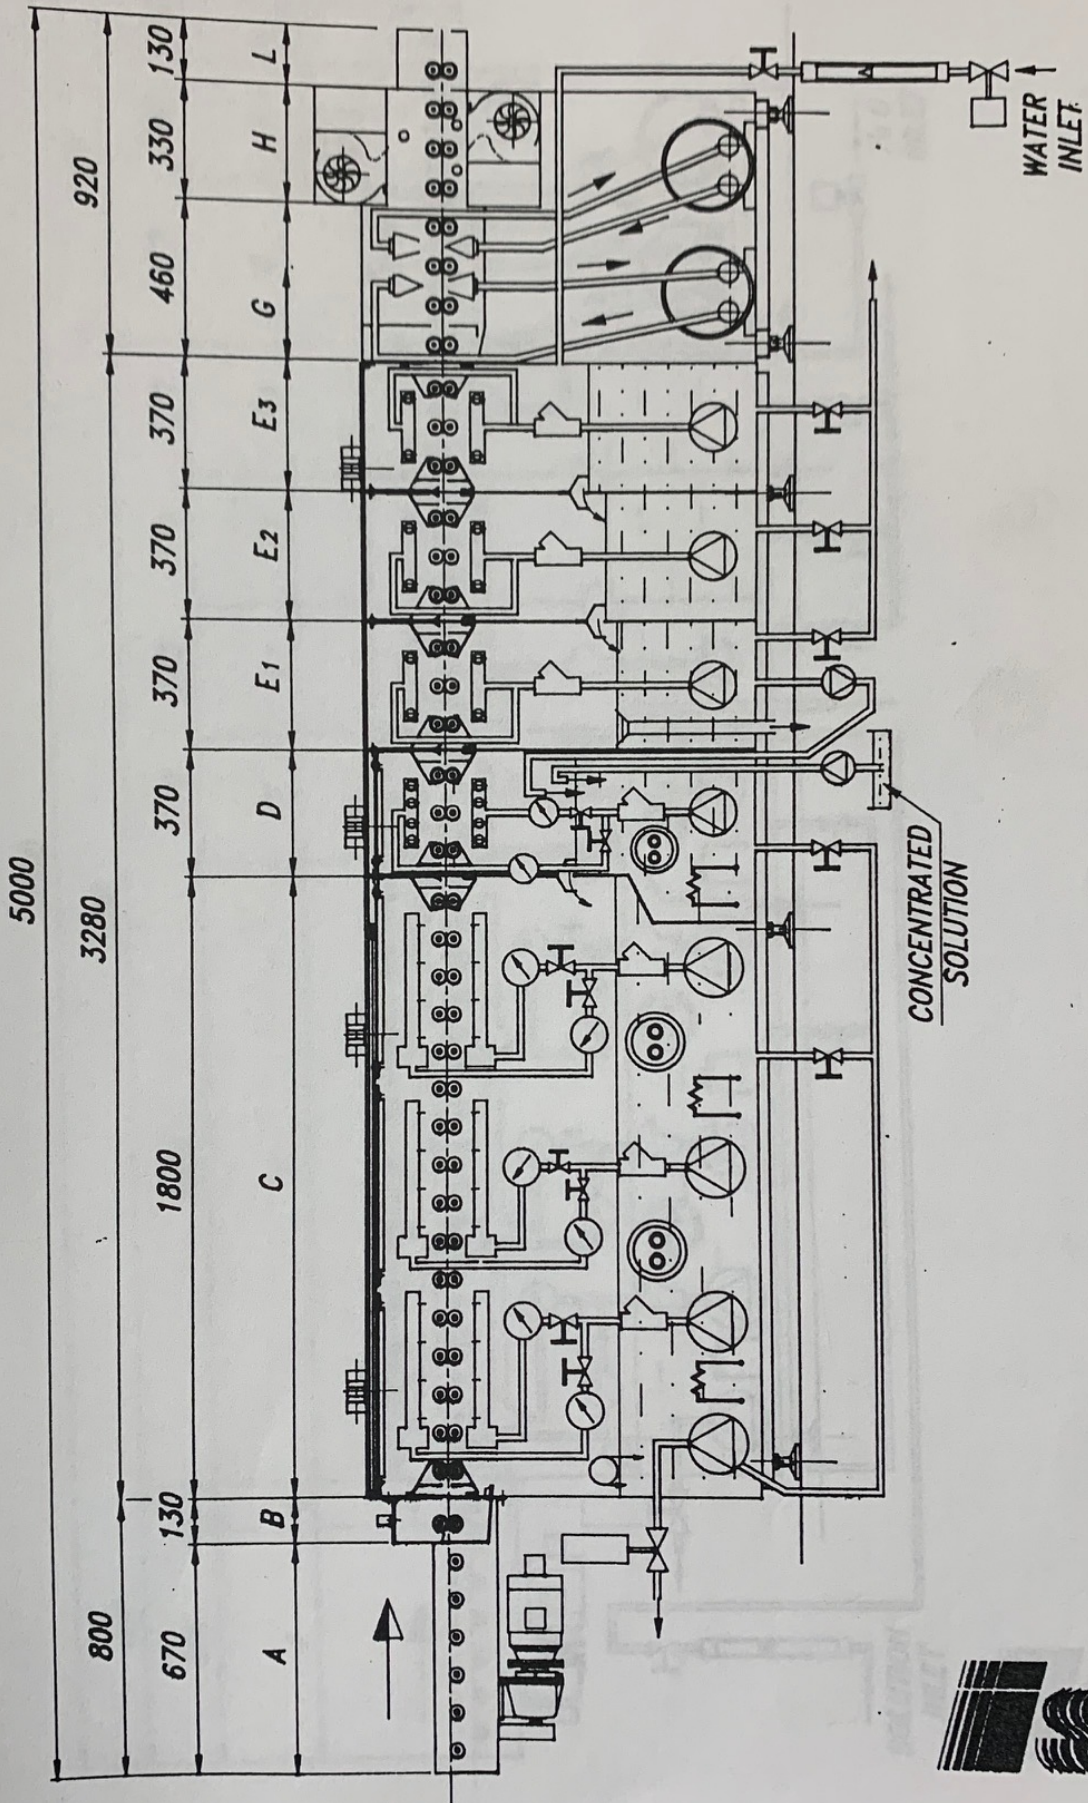 5000
800
3280
920
670
130
1800
370
370
370
370
460
330
130
A
B
C
D
E1
E2
E3
G
H
L
CONCENTRATED
SOLUTION
WATER
INLET